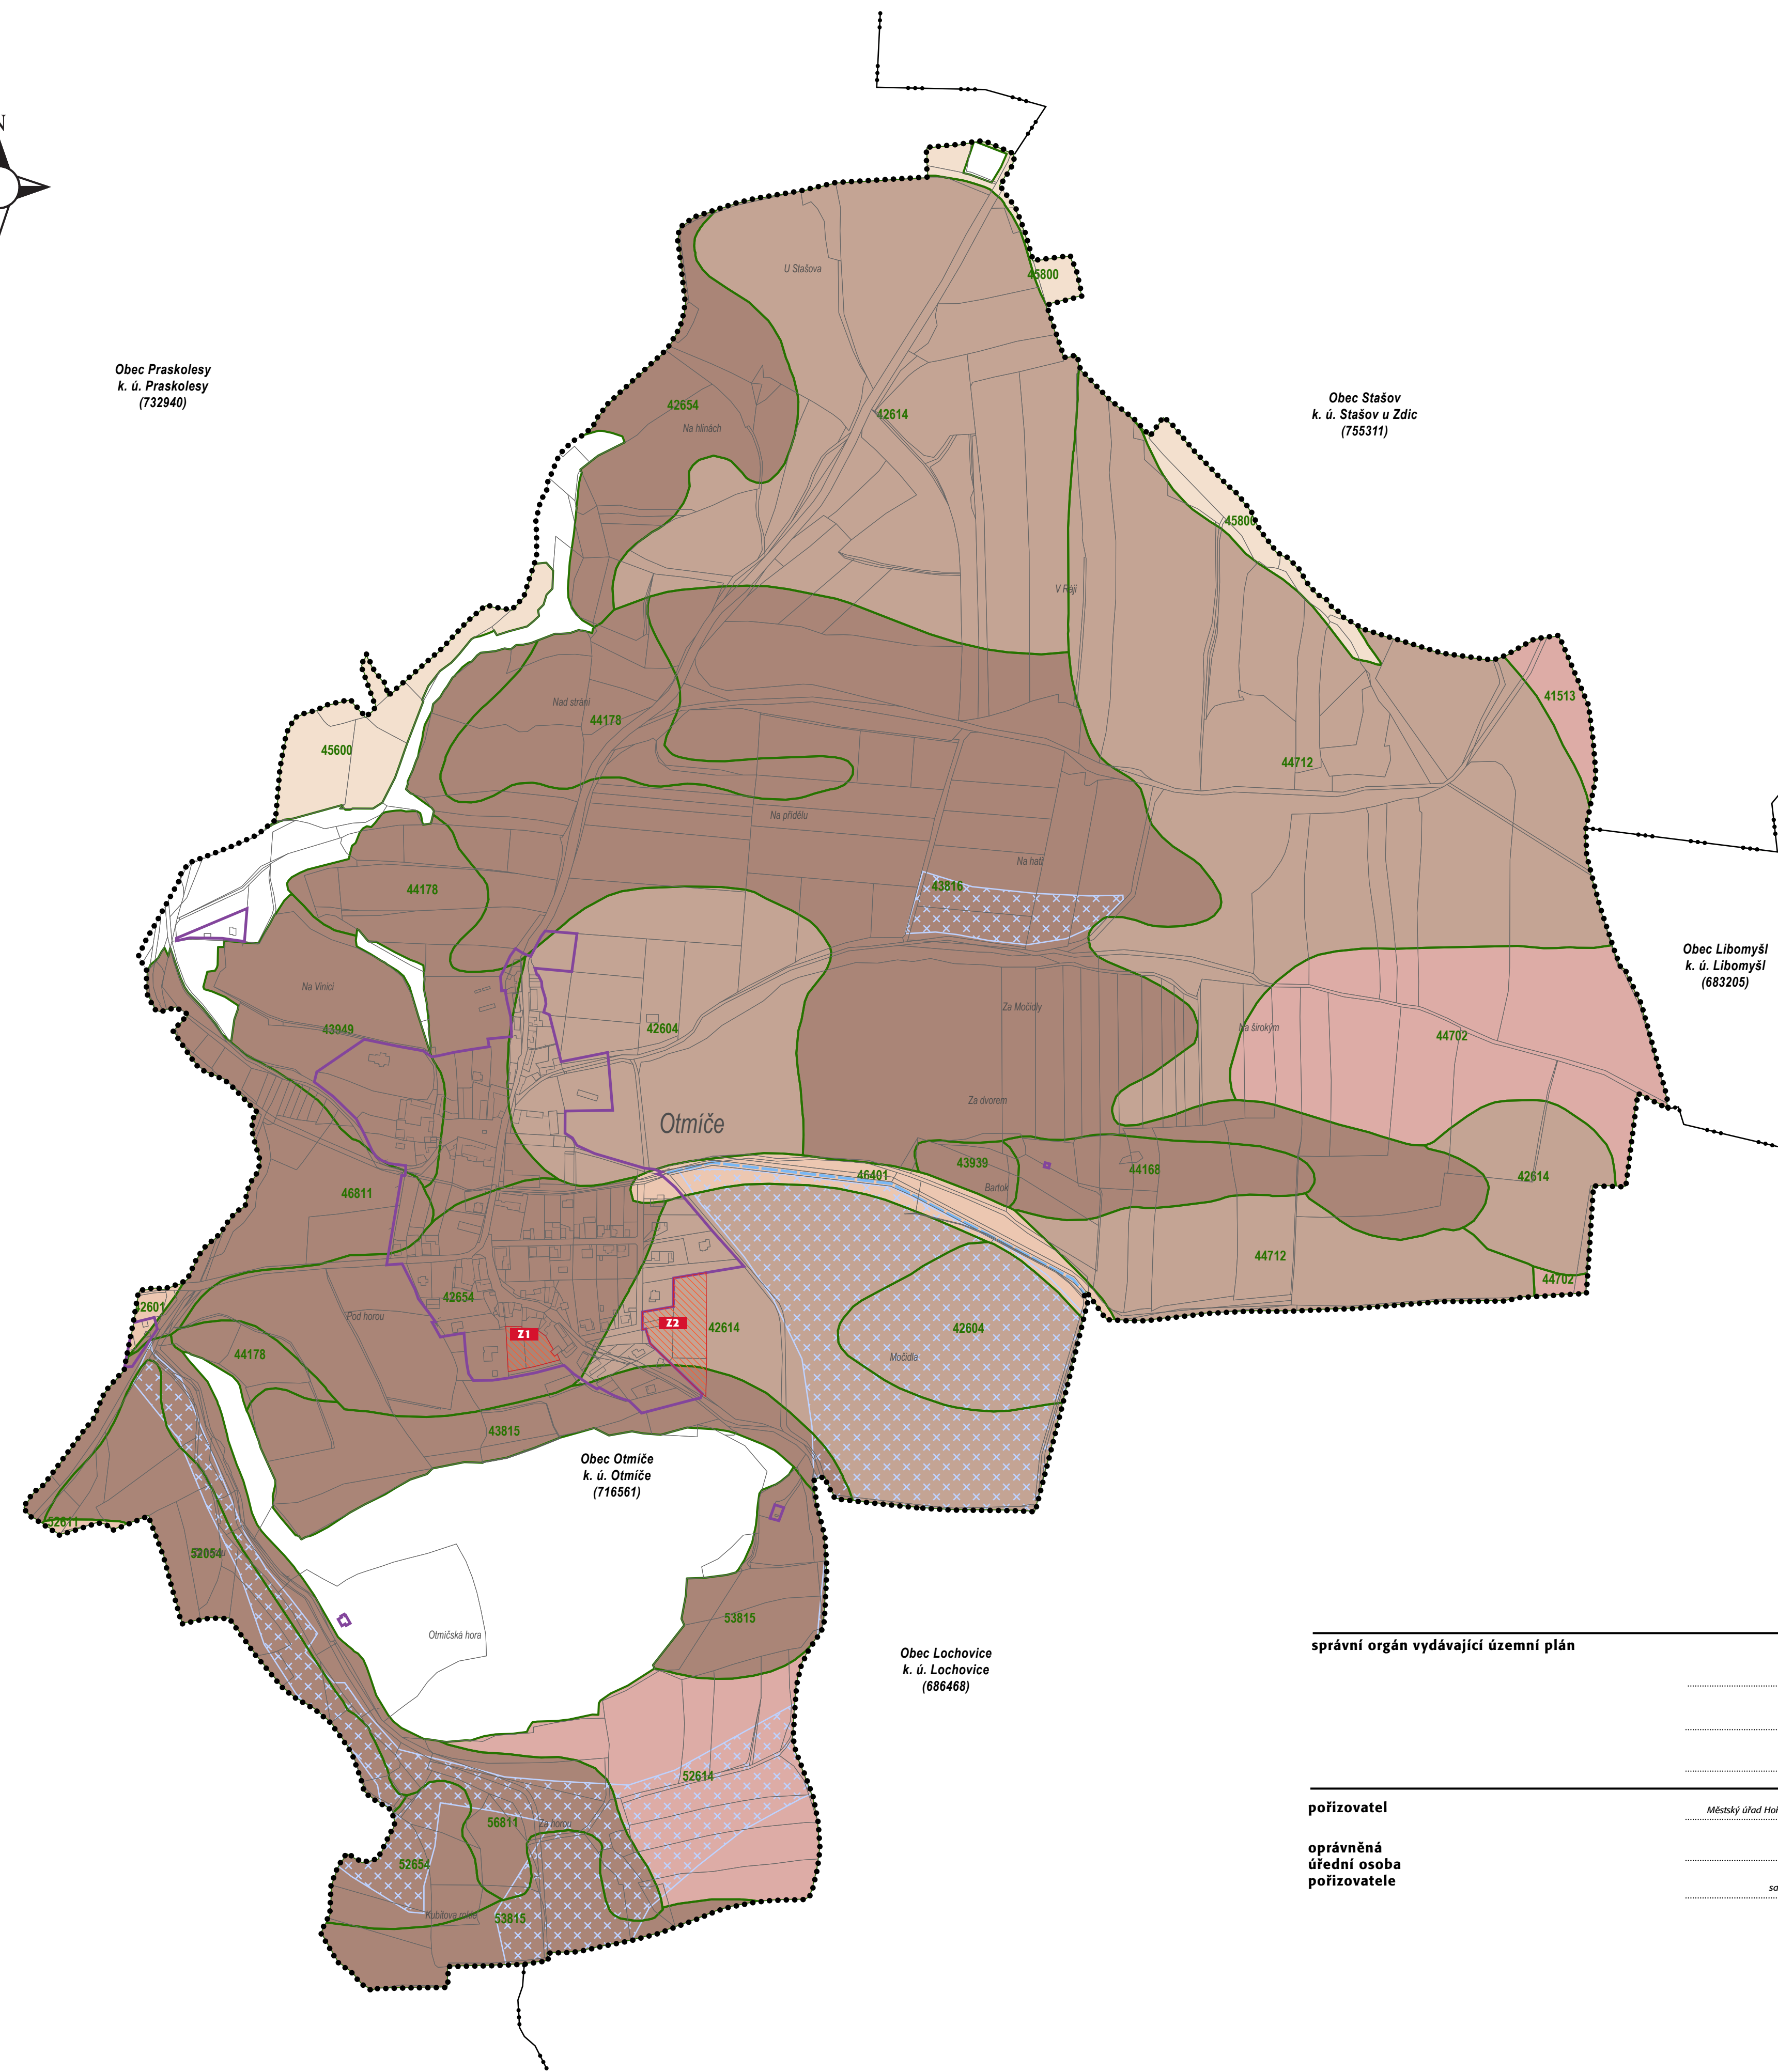 N
Obec Praskolesy
k. ú. Praskolesy
(732940)
Obec Stašov
k. ú. Stašov u Zdic
(755311)
U Stašova
45800
42654
Na hlinách
42614
45800
V Ráji
41513
Nad strání
44178
45600
44712
Na přídělu
Na hati
43816
44178
Obec Libomyšl
k. ú. Libomyšl
(683205)
Na Vinici
43949
42604
Za Močidly
Na širokým
44702
Otmíče
Za dvorem
43939
46401
44168
42614
Bartok
46811
44712
44702
42601
42654
Pod horou
Z1
Z2
42614
42604
Močidla
44178
43815
Obec Otmíče
k. ú. Otmíče
(716561)
52611
52054
53815
Otmíčská hora
Obec Lochovice
k. ú. Lochovice
(686468)
správní orgán vydávající územní plán
52614
56811
Za horou
52654
53815
pořizovatel
Městský úřad
oprávněná
úřední osoba
pořizovatele